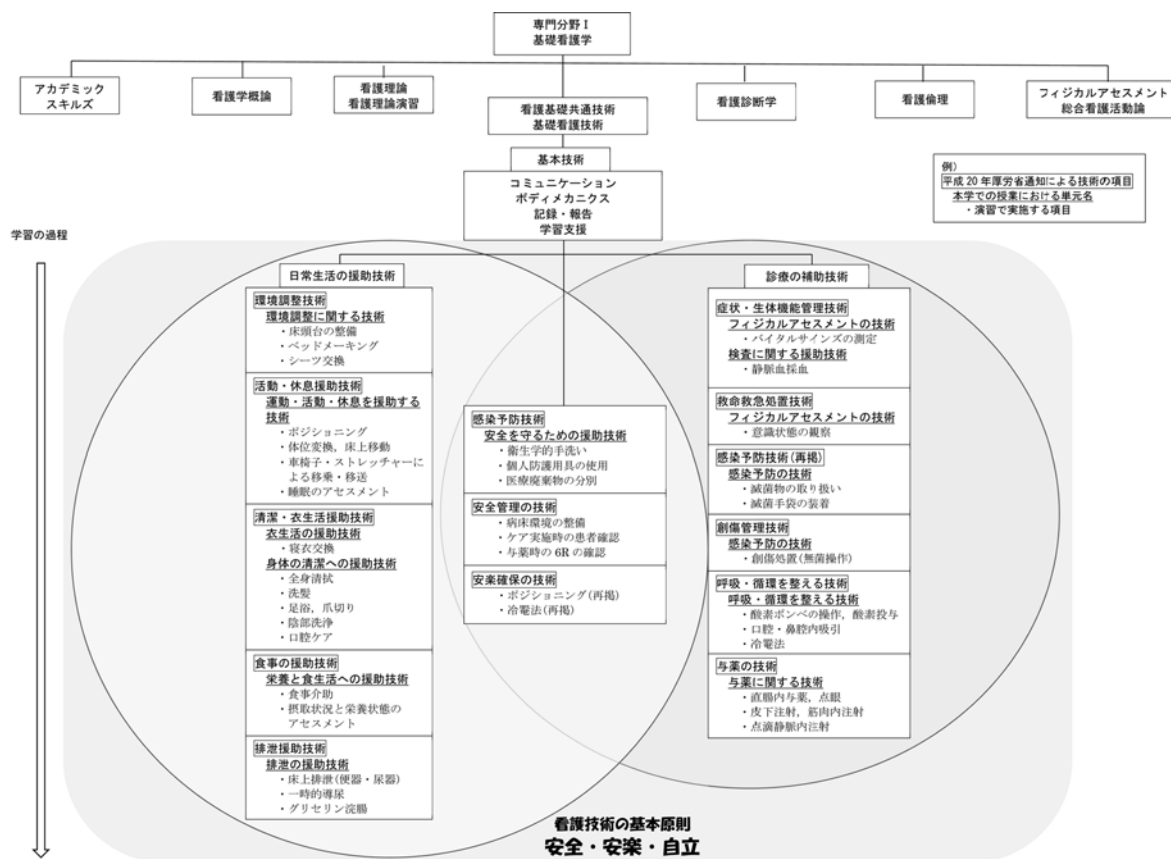 専門分野Ⅰ
基礎看護学
アカデミック
スキルズ
看護学概論
看護理論
看護理論演習
看護基礎共通技術
基礎看護技術
看護診断学
看護倫理
フィジカルアセスメント
総合看護活動論
基本技術
コミュニケーション
ボディメカニクス
記録・報告
学習支援
例)
平成20年厚労省通知による技術の項目
本学での授業における単元名
・演習で実施する項目
学習の過程
日常生活の援助技術
環境調整技術
環境調整に関する技術
・床頭台の整備
・ベッドメーキング
・シーツ交換
活動・休息援助技術
運動・活動・休息を援助する
技術
・ポジショニング
・体位変換，床上移動
・車椅子・ストレッチャーに
よる移乗・移送
・睡眠のアセスメント
清潔・衣生活援助技術
衣生活の援助技術
・寝衣交換
身体の清潔への援助技術
・全身清拭
・洗髪
・足浴，爪切り
・陰部洗浄
・口腔ケア
食事の援助技術
栄養と食生活への援助技術
・食事介助
・摂取状況と栄養状態の
アセスメント
排泄援助技術
排泄の援助技術
・床上排泄(便器・尿器)
・一時的導尿
・グリセリン浣腸
感染予防技術
安全を守るための援助技術
・衛生学的手洗い
・個人防護用具の使用
・医療廃棄物の分別
安全管理の技術
・病床環境の整備
・ケア実施時の患者確認
・与薬時の6Rの確認
安楽確保の技術
・ポジショニング(再掲)
・冷罨法(再掲)
診療の補助技術
症状・生体機能管理技術
フィジカルアセスメントの技術
・バイタルサインズの測定
検査に関する援助技術
・静脈血採血
救命救急処置技術
フィジカルアセスメントの技術
・意識状態の観察
感染予防技術(再掲)
感染予防の技術
・滅菌物の取り扱い
・滅菌手袋の装着
創傷管理技術
感染予防の技術
・創傷処置(無菌操作)
呼吸・循環を整える技術
呼吸・循環を整える技術
・酸素ボンベの操作，酸素投与
・口腔・鼻腔内吸引
・冷罨法
与薬の技術
与薬に関する技術
・直腸内与薬，点眼
・皮下注射，筋肉内注射
・点滴静脈内注射
看護技術の基本原則
安全・安楽・自立